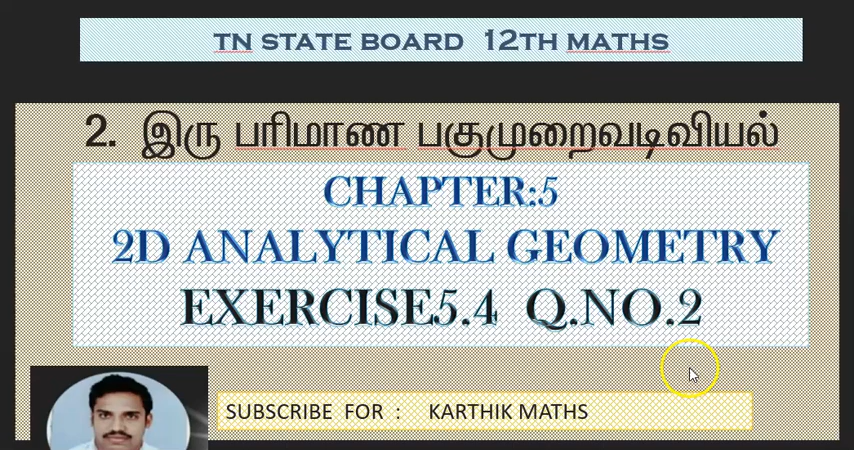 TN STATE BOARD 12TH MATHS
2. இரு பரிமாண பகுமுறைவடிவியல்
CHAPTER:5
2D ANALYTICAL GEOMETRY
EXERCISE5.4 Q.NO.2
SUBSCRIBE FOR : KARTHIK MATHS